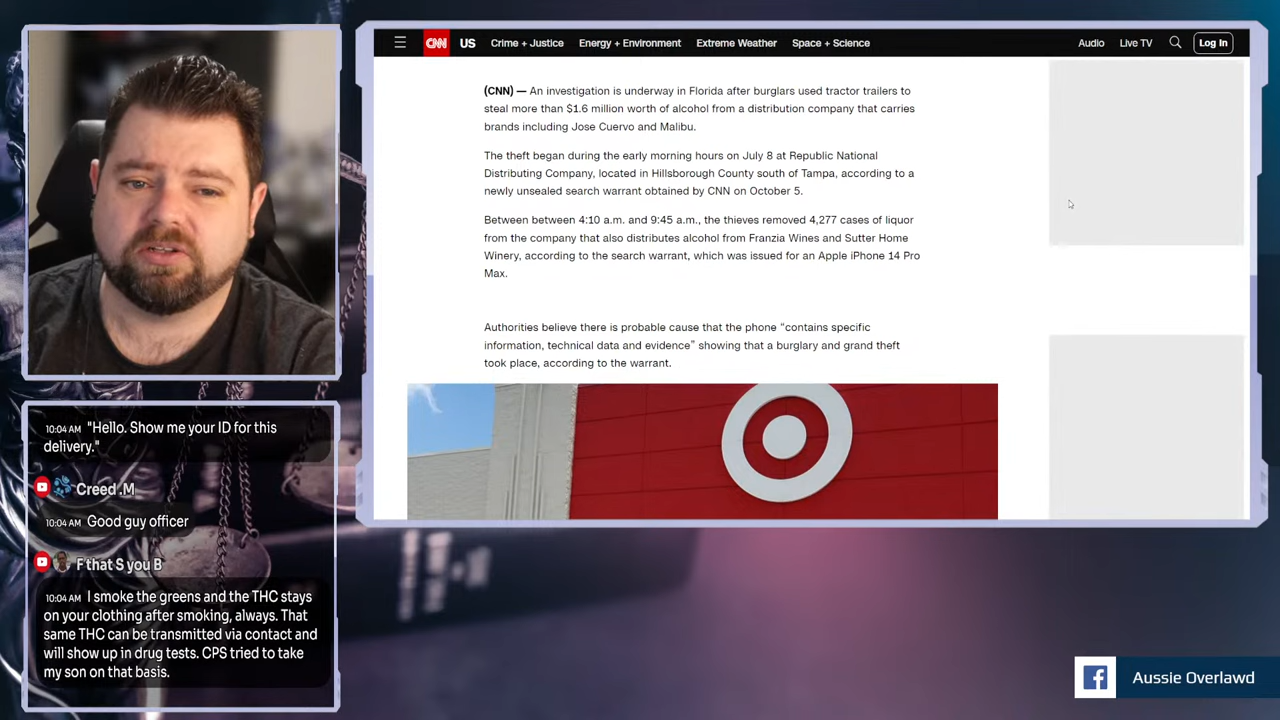 CNN US Crime + Justice Energy + Environment Extreme Weather Space + Science Audio Live TV Log In
(CNN) — An investigation is underway in Florida after burglars used tractor trailers to
steal more than $1.6 million worth of alcohol from a distribution company that carries
brands including Jose Cuervo and Malibu.
The theft began during the early morning hours on July 8 at Republic National
Distributing Company, located in Hillsborough County south of Tampa, according to a
newly unsealed search warrant obtained by CNN on October 5.
Between between 4:10 a.m. and 9:45 a.m., the thieves removed 4,277 cases of liquor
from the company that also distributes alcohol from Franzia Wines and Sutter Home
Winery, according to the search warrant, which was issued for an Apple iPhone 14 Pro
Max.
Authorities believe there is probable cause that the phone “contains specific
information, technical data and evidence” showing that a burglary and grand theft
took place, according to the warrant.
10:04 AM "Hello. Show me your ID for this
delivery."
Creed .M
10:04 AM Good guy officer
F that S you B
10:04 AM I smoke the greens and the THC stays
on your clothing after smoking, always. That
same THC can be transmitted via contact and
will show up in drug tests. CPS tried to take
my son on that basis.
Aussie Overlawd